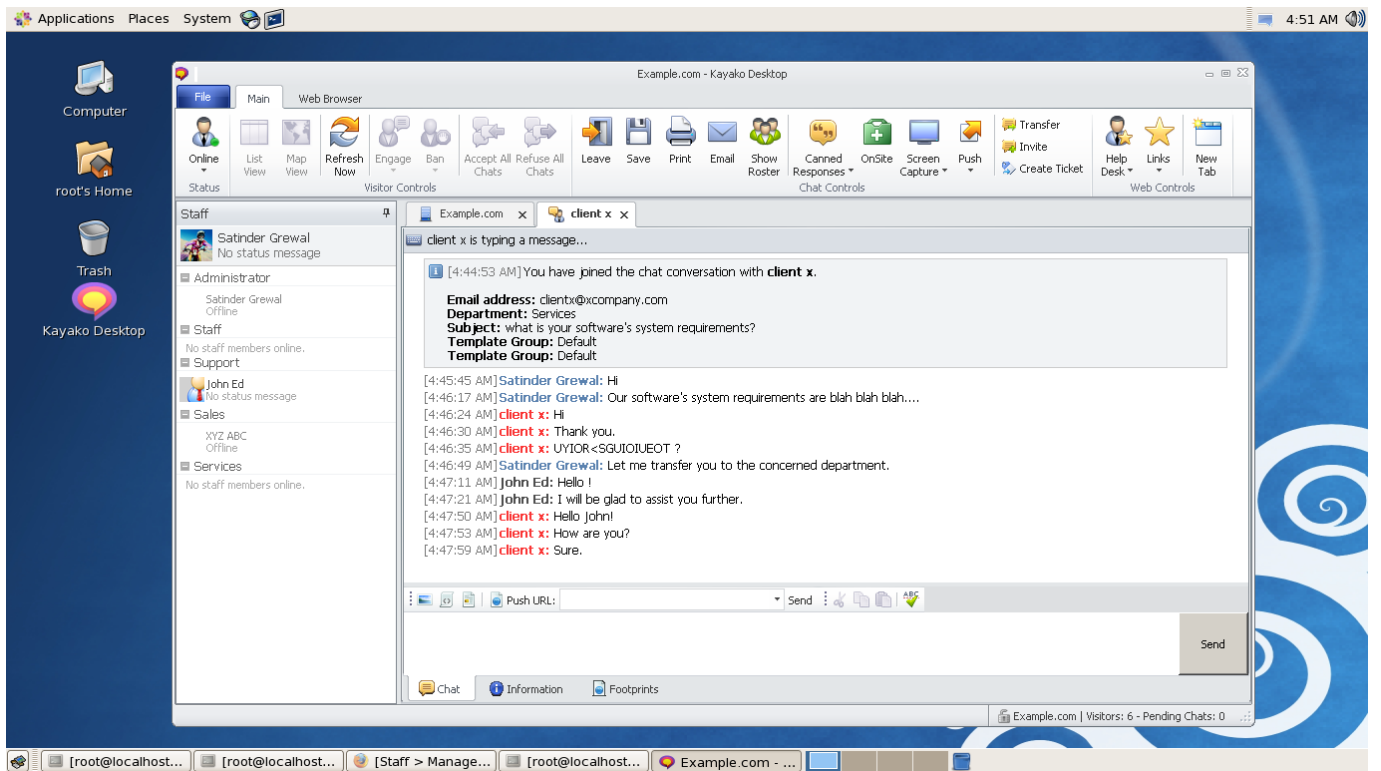 Applications Places System
4:51 AM
Computer
root's Home
Trash
Kayako Desktop
Example.com - Kayako Desktop
File Main Web Browser
Online
List View
Map View
Refresh Now
Engage
Ban
Accept All Chats
Refuse All Chats
Leave
Save
Print
Email
Show Roster
Canned Responses
OnSite
Screen Capture
Push
Transfer
Invite
Create Ticket
Help Desk
Links
New Tab
Status
Visitor Controls
Chat Controls
Web Controls
Staff
Satinder Grewal
No status message
Administrator
Satinder Grewal
Offline
Staff
No staff members online.
Support
John Ed
No status message
Sales
XYZ ABC
Offline
Services
No staff members online.
Example.com x
client x x
client x is typing a message...
[4:44:53 AM] You have joined the chat conversation with client x.
Email address: clientx@xcompany.com
Department: Services
Subject: what is your software's system requirements?
Template Group: Default
Template Group: Default
[4:45:45 AM] Satinder Grewal: Hi
[4:46:17 AM] Satinder Grewal: Our software's system requirements are blah blah blah....
[4:46:24 AM] client x: Hi
[4:46:30 AM] client x: Thank you.
[4:46:35 AM] client x: UYIOR<SGUIOIUEOT ?
[4:46:49 AM] Satinder Grewal: Let me transfer you to the concerned department.
[4:47:11 AM] John Ed: Hello !
[4:47:21 AM] John Ed: I will be glad to assist you further.
[4:47:50 AM] client x: Hello John!
[4:47:53 AM] client x: How are you?
[4:47:59 AM] client x: Sure.
Push URL:
Send
ABC
Send
Chat Information Footprints
Example.com | Visitors: 6 - Pending Chats: 0
[root@localhost...
[root@localhost...
[Staff > Manage...]
[root@localhost...
Example.com - ...